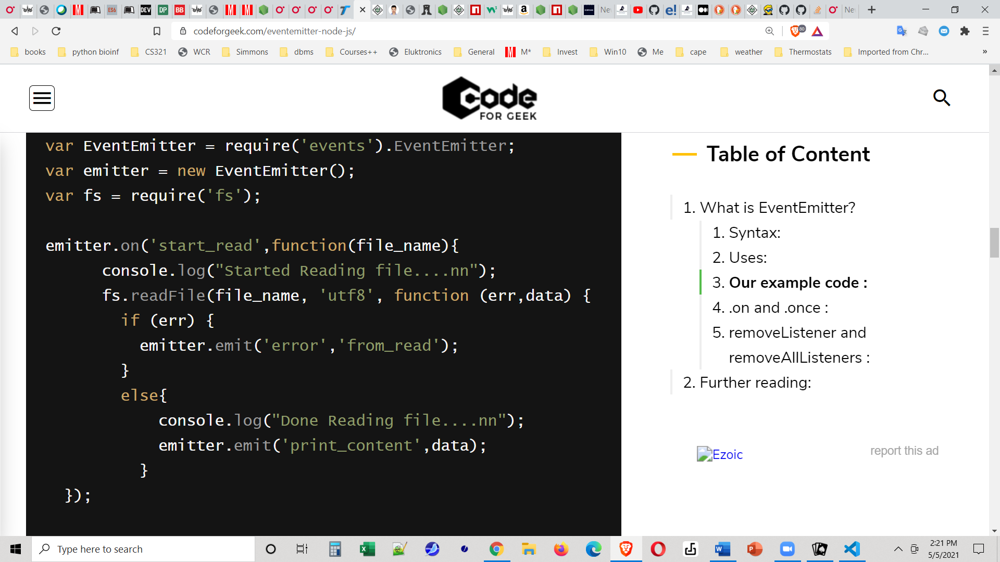 ES6
DEV
DP
BB
codeforgeek.com/eventemitter-node-js/
80
books
python bioinf
CS321
WCR
Simmons
dbms
Courses++
Eluktronics
General
M*
Invest
Win10
Me
cape
weather
Thermostats
Imported from Chr...
»
Code
FOR GEEK
var EventEmitter = require('events').EventEmitter;
var emitter = new EventEmitter();
var fs = require('fs');
emitter.on('start_read',function(file_name){
console.log("Started Reading file....nn");
fs.readFile(file_name, 'utf8', function (err,data) {
if (err) {
emitter.emit('error','from_read');
}
else{
console.log("Done Reading file....nn");
emitter.emit('print_content',data);
}
});
Table of Content
1. What is EventEmitter?
1. Syntax:
2. Uses:
3. Our example code :
4. .on and .once :
5. removeListener and
removeAllListeners :
2. Further reading:
Ezoic
report this ad
Type here to search
2:21 PM
5/5/2021